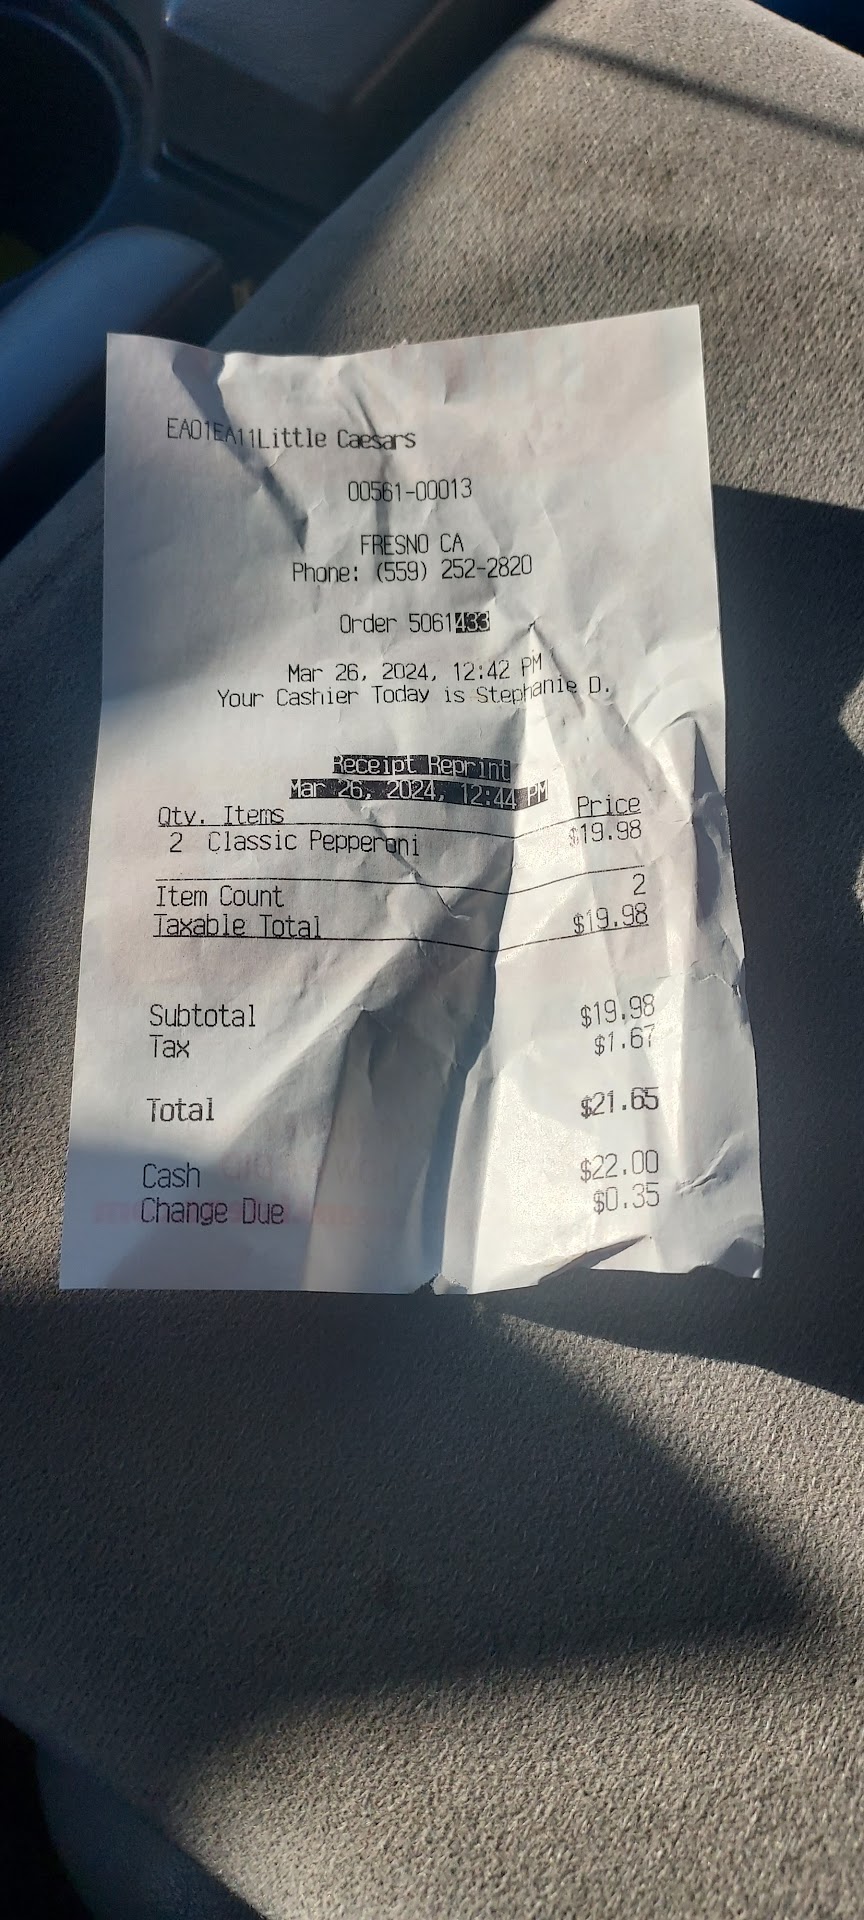 EA01EA11Little Caesars
00561-00013
FRESNO CA
Phone: (559) 252-2820
Order 5061433
Mar 26, 2024, 12:42 PM
Your Cashier Today is Stephanie D.
Receipt Reprint
Mar 26, 2024, 12:44 PM
Qty. Items Price
2 Classic Pepperoni $19.98
Item Count 2
Taxable Total $19.98
Subtotal $19.98
Tax $1.67
Total $21.65
Cash $22.00
Change Due $0.35